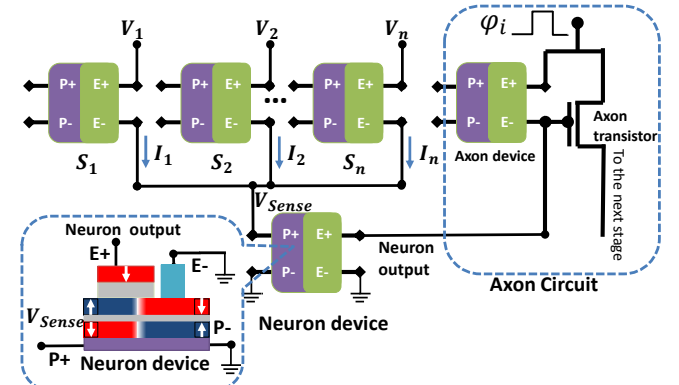 V1 V2 Vn φi
P+ E+ P+ E+ P+ E+ P+ E+
...
P- E- P- E- P- E- P- E-
Axon
transistor
S1 I1 S2 I2 Sn In Axon device
To the next stage
VSense
Neuron output
P+ E+
E+ E-
Neuron
output
P- E-
Axon Circuit
VSense
P-
Neuron device
P+ Neuron device